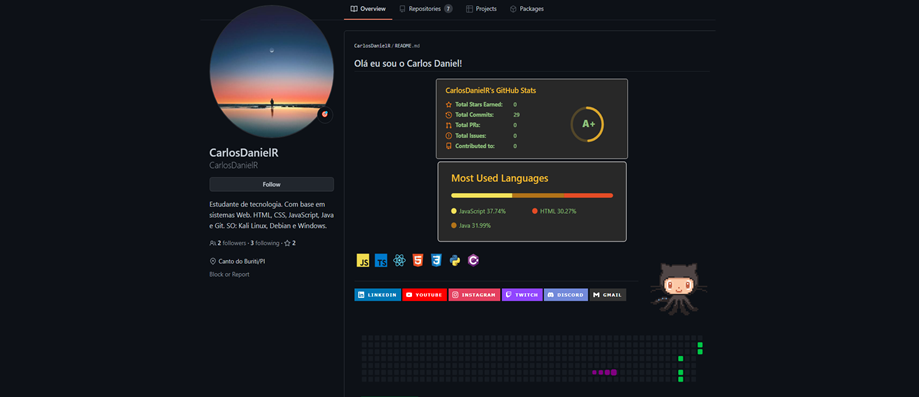 Overview Repositories 7 Projects Packages
CarlosDanielR / README.md
Olá eu sou o Carlos Daniel!
CarlosDanielR's GitHub Stats
Total Stars Earned: 0
Total Commits: 29
Total PRs: 0
Total Issues: 0
Contributed to: 0
A+
Most Used Languages
JavaScript 37.74% HTML 30.27%
Java 31.99%
CarlosDanielR
CarlosDanielR
Follow
Estudante de tecnologia. Com base em
sistemas Web. HTML, CSS, JavaScript, Java
e Git. SO: Kali Linux, Debian e Windows.
2 followers · 3 following · 2
Canto do Buriti/PI
Block or Report
JS TS
LINKEDIN YOUTUBE INSTAGRAM TWITCH DISCORD GMAIL